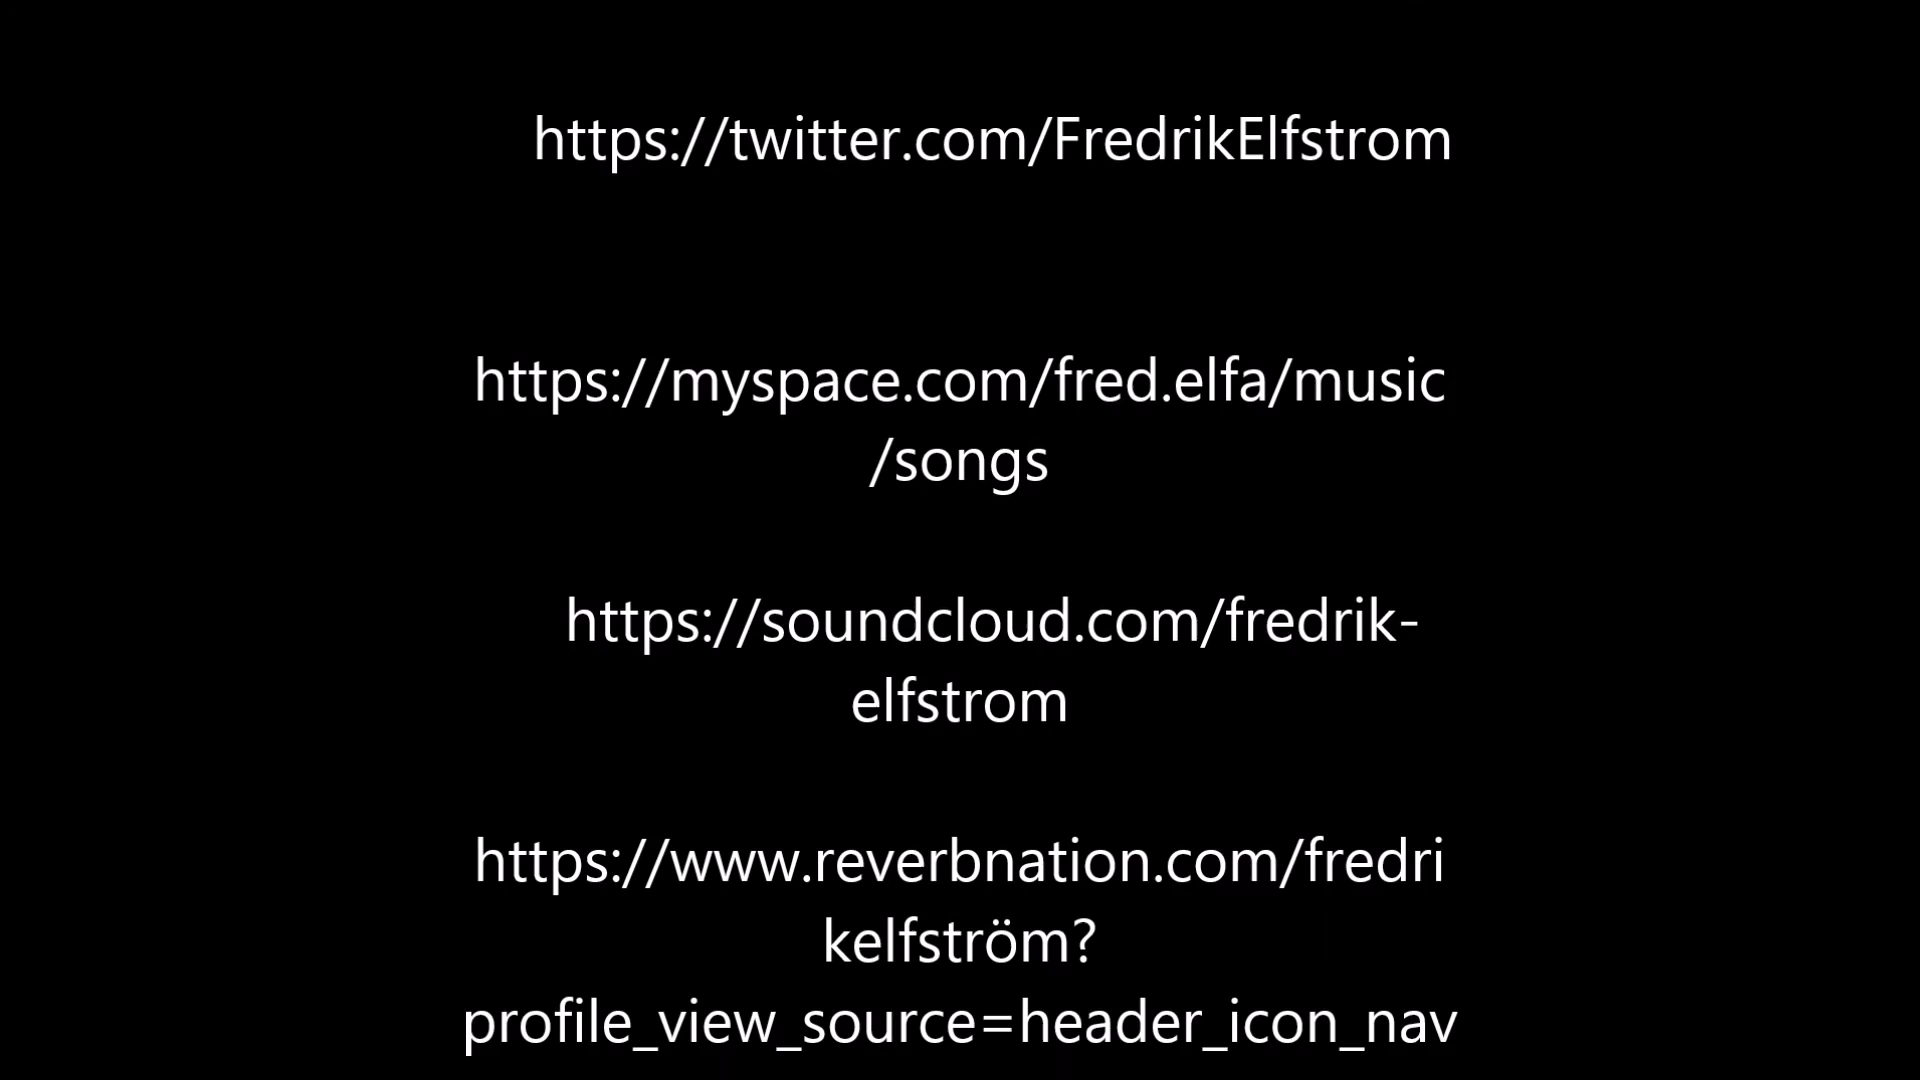 https://twitter.com/FredrikElfstrom
https://myspace.com/fred.elfa/music
/songs
https://soundcloud.com/fredrik-
elfstrom
https://www.reverbnation.com/fredri
kelfström?
profile_view_source=header_icon_nav